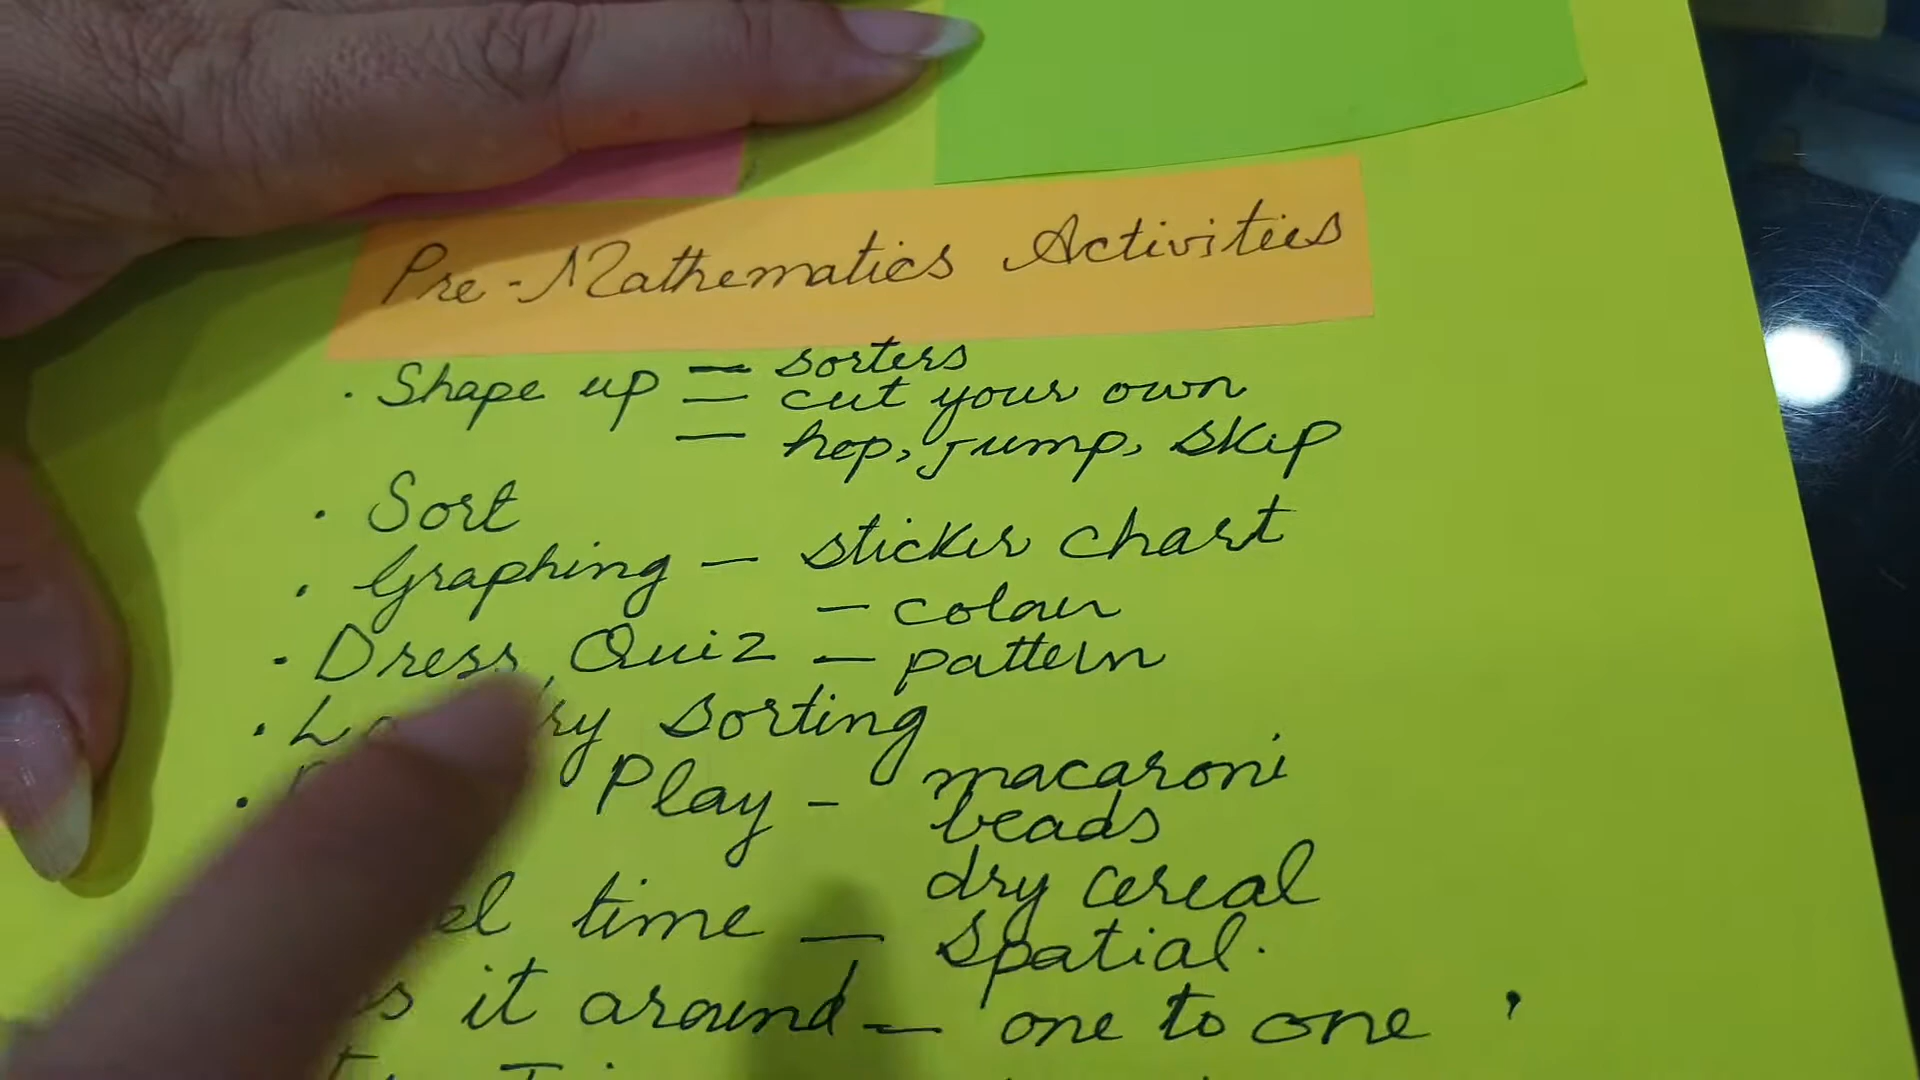 Pre-Mathematics Activities
· Shape up — sorters
— cut your own
— hop, jump, skip
· Sort
· Graphing — sticker chart
— colour
· Dress Quiz — pattern
· sorting
· Play - macaroni
beads
dry cereal
time — spatial.
it around — one to one